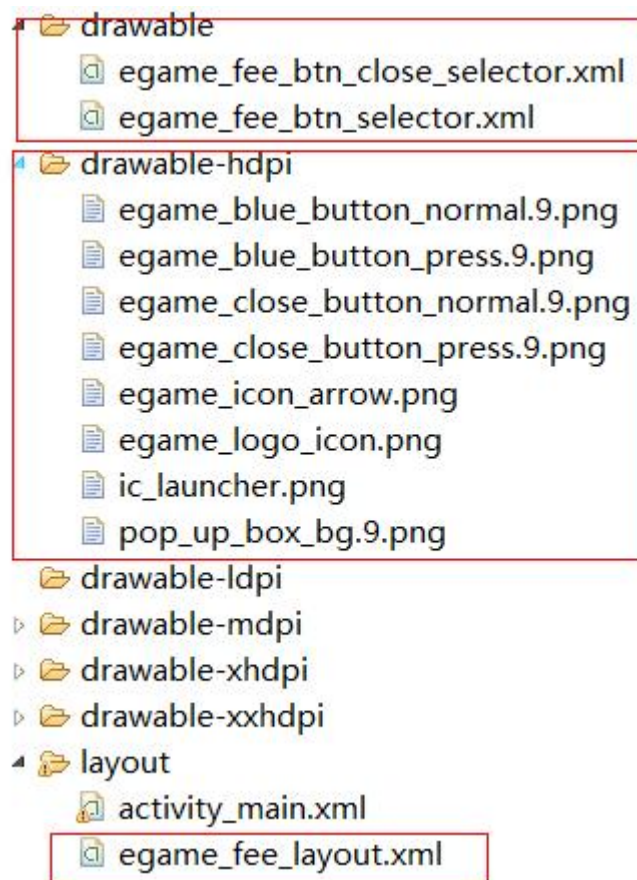 drawable
egame_fee_btn_close_selector.xml
egame_fee_btn_selector.xml
drawable-hdpi
egame_blue_button_normal.9.png
egame_blue_button_press.9.png
egame_close_button_normal.9.png
egame_close_button_press.9.png
egame_icon_arrow.png
egame_logo_icon.png
ic_launcher.png
pop_up_box_bg.9.png
drawable-ldpi
drawable-mdpi
drawable-xhdpi
drawable-xxhdpi
layout
activity_main.xml
egame_fee_layout.xml